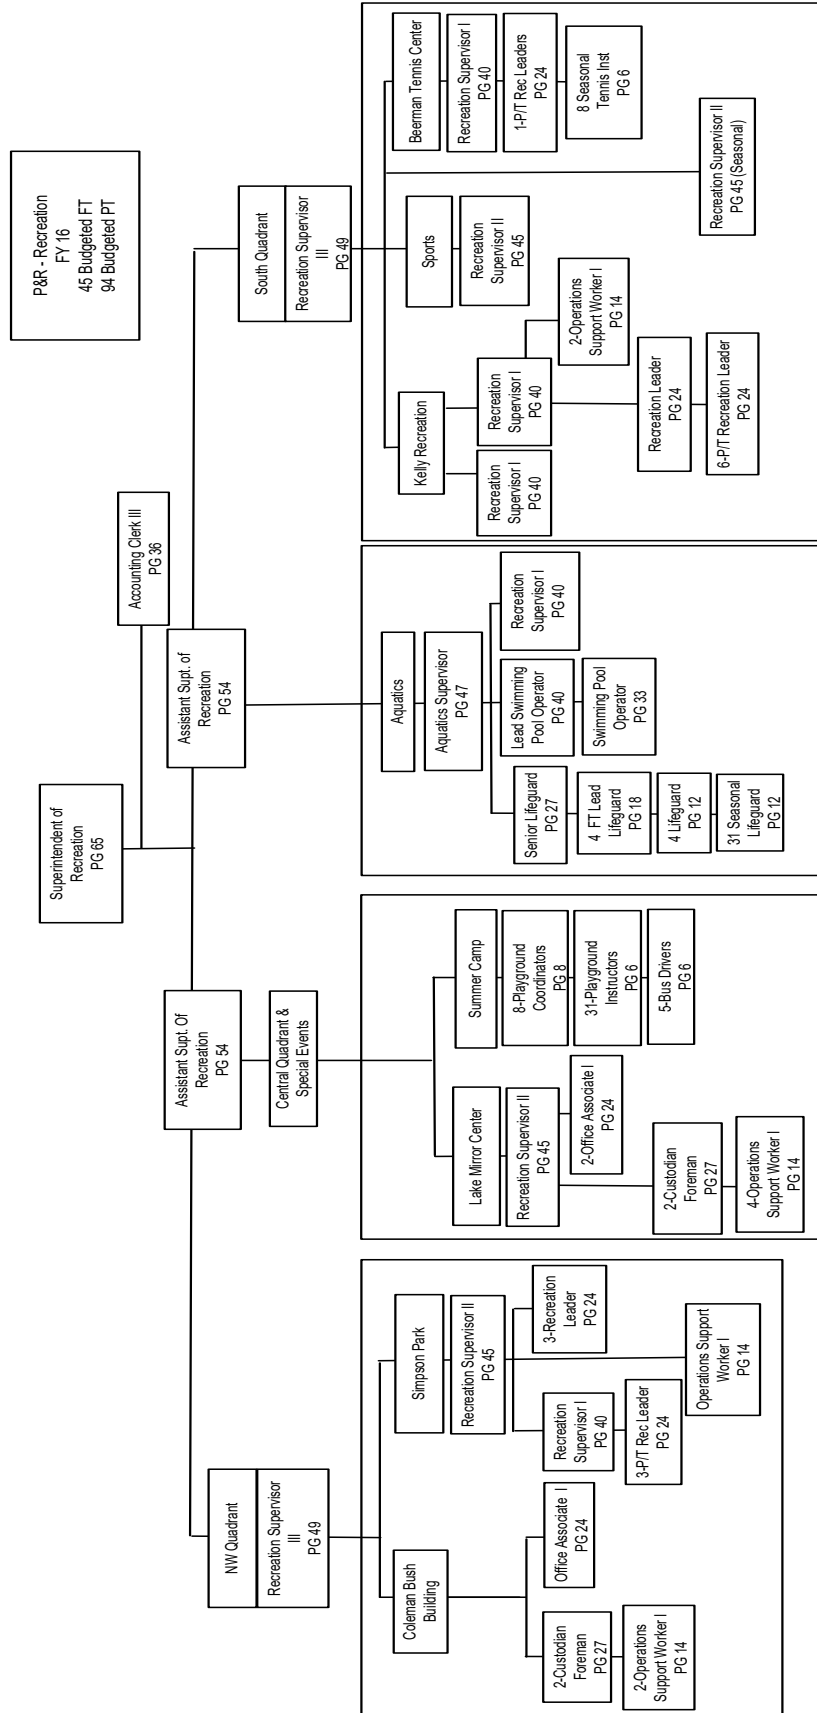 P&R - Recreation
FY 16
45 Budgeted FT
94 Budgeted PT
Superintendent of
Recreation
PG 65
Accounting Clerk III
PG 36
Assistant Supt. Of
Recreation
PG 54
Assistant Supt. of
Recreation
PG 54
NW Quadrant
Recreation Supervisor
III
PG 49
Central Quadrant &
Special Events
South Quadrant
Recreation Supervisor
III
PG 49
Coleman Bush
Building
2-Custodian
Foreman
PG 27
2-Operations
Support Worker I
PG 14
Office Associate I
PG 24
Simpson Park
Recreation Supervisor II
PG 45
Recreation
Supervisor I
PG 40
3-P/T Rec Leader
PG 24
3-Recreation
Leader
PG 24
Operations Support
Worker I
PG 14
Lake Mirror Center
Recreation Supervisor II
PG 45
2-Office Associate I
PG 24
2-Custodian
Foreman
PG 27
4-Operations
Support Worker I
PG 14
Summer Camp
8-Playground
Coordinators
PG 8
31-Playground
Instructors
PG 6
5-Bus Drivers
PG 6
Aquatics
Aquatics Supervisor
PG 47
Senior Lifeguard
PG 27
4 FT Lead
Lifeguard
PG 18
4 Lifeguard
PG 12
31 Seasonal
Lifeguard
PG 12
Lead Swimming
Pool Operator
PG 40
Swimming Pool
Operator
PG 33
Recreation
Supervisor I
PG 40
Kelly Recreation
Recreation
Supervisor I
PG 40
Recreation
Supervisor I
PG 40
2-Operations
Support Worker I
PG 14
Recreation Leader
PG 24
6-P/T Recreation Leader
PG 24
Sports
Recreation
Supervisor II
PG 45
Recreation Supervisor II
PG 45 (Seasonal)
Beerman Tennis Center
Recreation Supervisor I
PG 40
1-P/T Rec Leaders
PG 24
8 Seasonal
Tennis Inst
PG 6